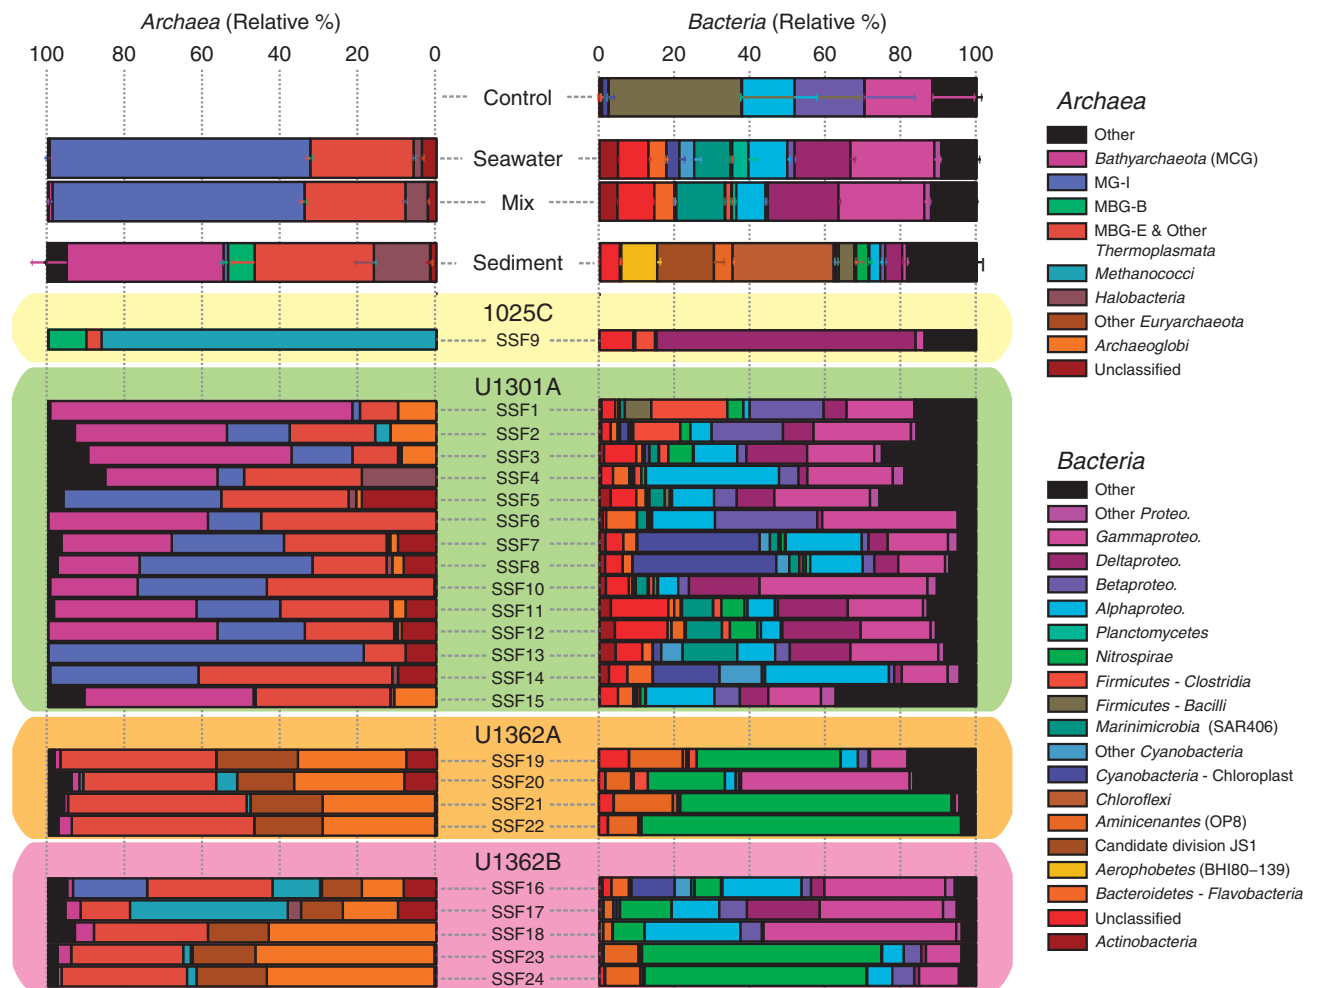 Archaea (Relative %)
Bacteria (Relative %)
100 80 60 40 20 0
0 20 40 60 80 100
Control
Seawater
Mix
Sediment
1025C
SSF9
U1301A
SSF1
SSF2
SSF3
SSF4
SSF5
SSF6
SSF7
SSF8
SSF10
SSF11
SSF12
SSF13
SSF14
SSF15
U1362A
SSF19
SSF20
SSF21
SSF22
U1362B
SSF16
SSF17
SSF18
SSF23
SSF24
Archaea
Other
Bathyarchaeota (MCG)
MG-I
MBG-B
MBG-E & Other
Thermoplasmata
Methanococci
Halobacteria
Other Euryarchaeota
Archaeoglobi
Unclassified
Bacteria
Other
Other Proteo.
Gammaproteo.
Deltaproteo.
Betaproteo.
Alphaproteo.
Planctomycetes
Nitrospirae
Firmicutes - Clostridia
Firmicutes - Bacilli
Marinimicrobia (SAR406)
Other Cyanobacteria
Cyanobacteria - Chloroplast
Chloroflexi
Aminicenantes (OP8)
Candidate division JS1
Aerophobetes (BHI80–139)
Bacteroidetes - Flavobacteria
Unclassified
Actinobacteria